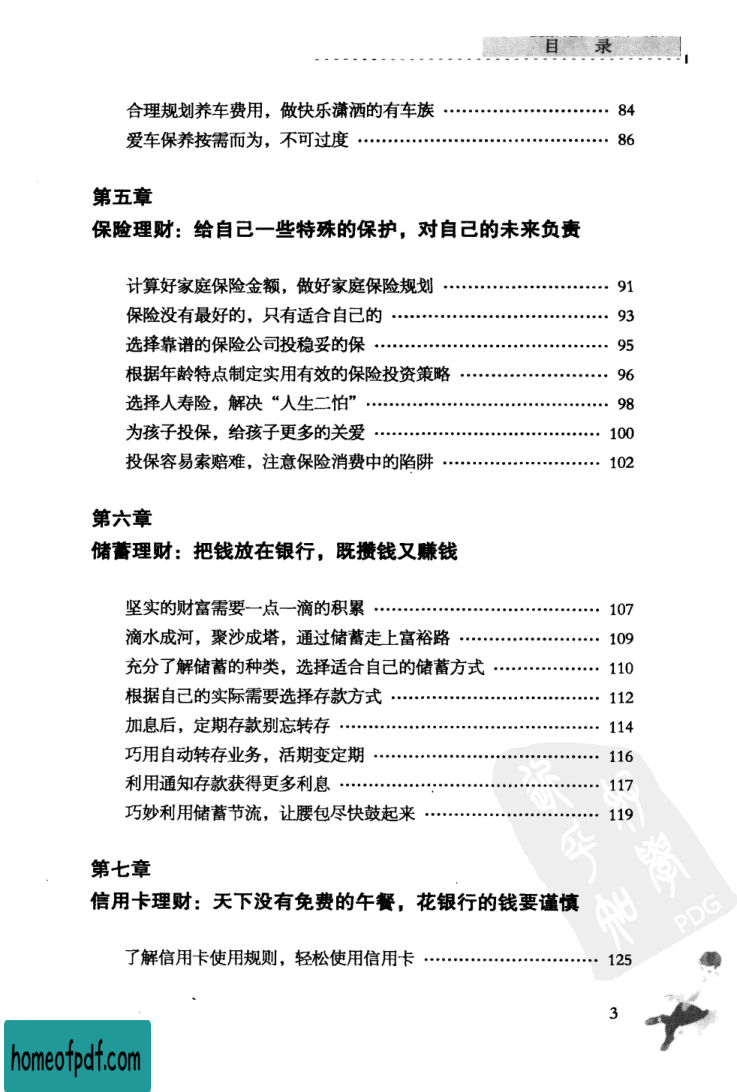 目 录
合理规划养车费用，做快乐潇洒的有车族 ………………………… 84
爱车保养按需而为，不可过度 …………………………………… 86
第五章
保险理财：给自己一些特殊的保护，对自己的未来负责
计算好家庭保险金额，做好家庭保险规划 ……………………… 91
保险没有最好的，只有适合自己的 ……………………………… 93
选择靠谱的保险公司投稳妥的保 ………………………………… 95
根据年龄特点制定实用有效的保险投资策略 …………………… 96
选择人寿险，解决“人生二怕” …………………………………… 98
为孩子投保，给孩子更多的关爱 ………………………………… 100
投保容易索赔难，注意保险消费中的陷阱 ……………………… 102
第六章
储蓄理财：把钱放在银行，既攒钱又赚钱
坚实的财富需要一点一滴的积累 ………………………………… 107
滴水成河，聚沙成塔，通过储蓄走上富裕路 …………………… 109
充分了解储蓄的种类，选择适合自己的储蓄方式 ……………… 110
根据自己的实际需要选择存款方式 ……………………………… 112
加息后，定期存款别忘转存 ……………………………………… 114
巧用自动转存业务，活期变定期 ………………………………… 116
利用通知存款获得更多利息 ……………………………………… 117
巧妙利用储蓄节流，让腰包尽快鼓起来 ………………………… 119
第七章
信用卡理财：天下没有免费的午餐，花银行的钱要谨慎
了解信用卡使用规则，轻松使用信用卡 ………………………… 125
PDG
3
homeofpdf.com